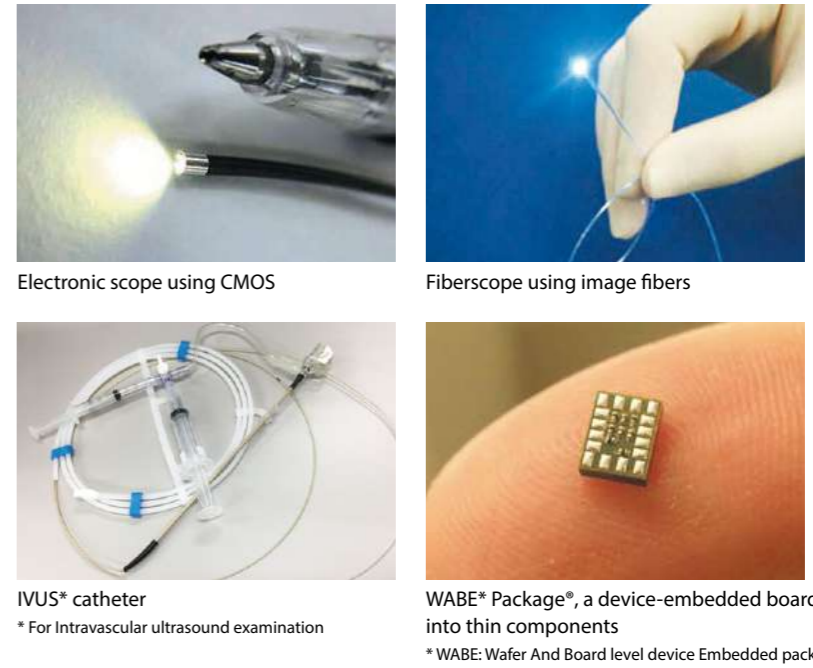 Electronic scope using CMOS
Fiberscope using image fibers
IVUS* catheter
* For Intravascular ultrasound examination
WABE* Package®, a device-embedded board
into thin components
* WABE: Wafer And Board level device Embedded pack